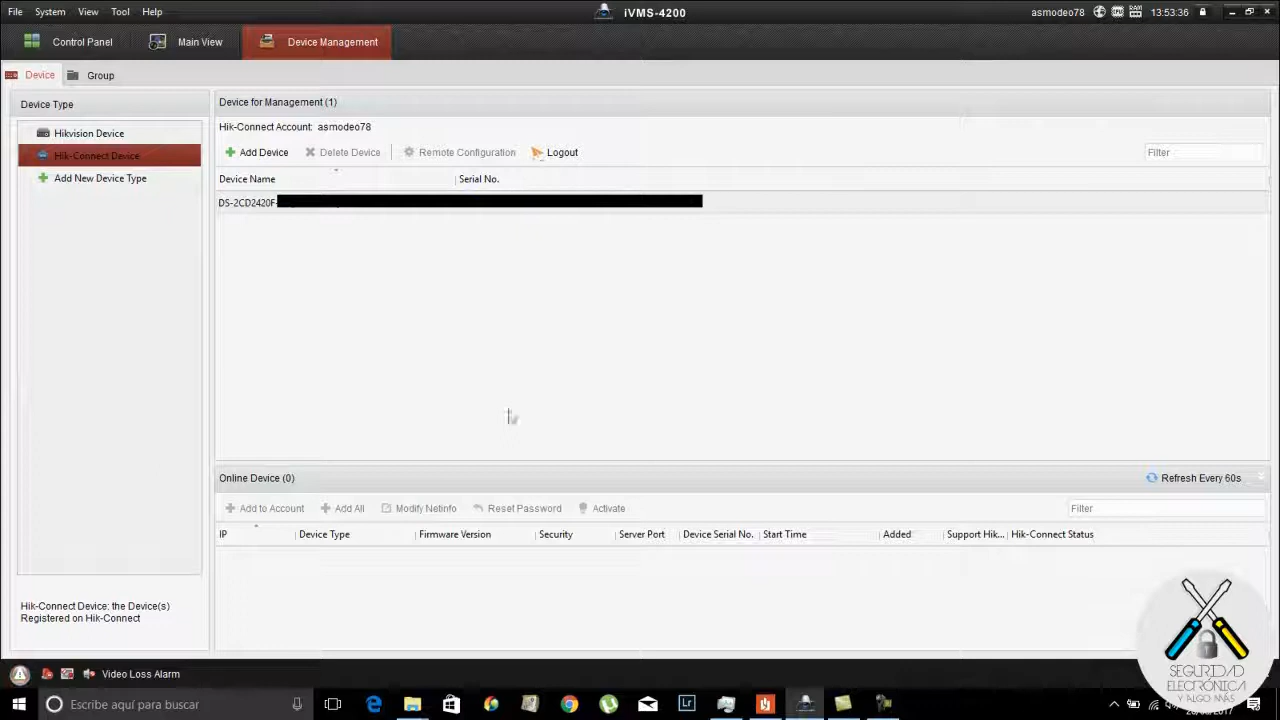 File System View Tool Help
iVMS-4200
asmodeo78 13:53:36
Control Panel Main View Device Management
Device Group
Device Type
Hikvision Device
Hik-Connect Device
Add New Device Type
Hik-Connect Device: the Device(s)
Registered on Hik-Connect
Device for Management (1)
Hik-Connect Account: asmodeo78
Add Device Delete Device Remote Configuration Logout Filter
Device Name Serial No.
DS-2CD2420F-
Online Device (0) Refresh Every 60s
Add to Account Add All Modify Netinfo Reset Password Activate Filter
IP Device Type Firmware Version Security Server Port Device Serial No. Start Time Added Support Hik... Hik-Connect Status
Video Loss Alarm
SEGURIDAD
ELECTRÓNICA
Y ALGO MÁS
Escribe aquí para buscar
Lr